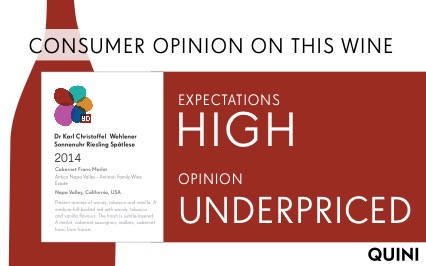 CONSUMER OPINION ON THIS WINE
EXPECTATIONS
HIGH
OPINION
UNDERPRICED
Dr Karl Christoffel Wehlener
Sonnenuhr Riesling Spätlese
2014
Cabernet Franc Merlot
Antica Napa Valley - Antinori Family Wine
Estate
Napa Valley, California, USA
Present aromas of woody, tobacco and vanilla. A
medium full-bodied red with woody, tobacco
and vanilla flavours. The finish is subtle-layered.
A merlot, cabernet sauvignon, malbec, cabernet
franc from france.
QUINI